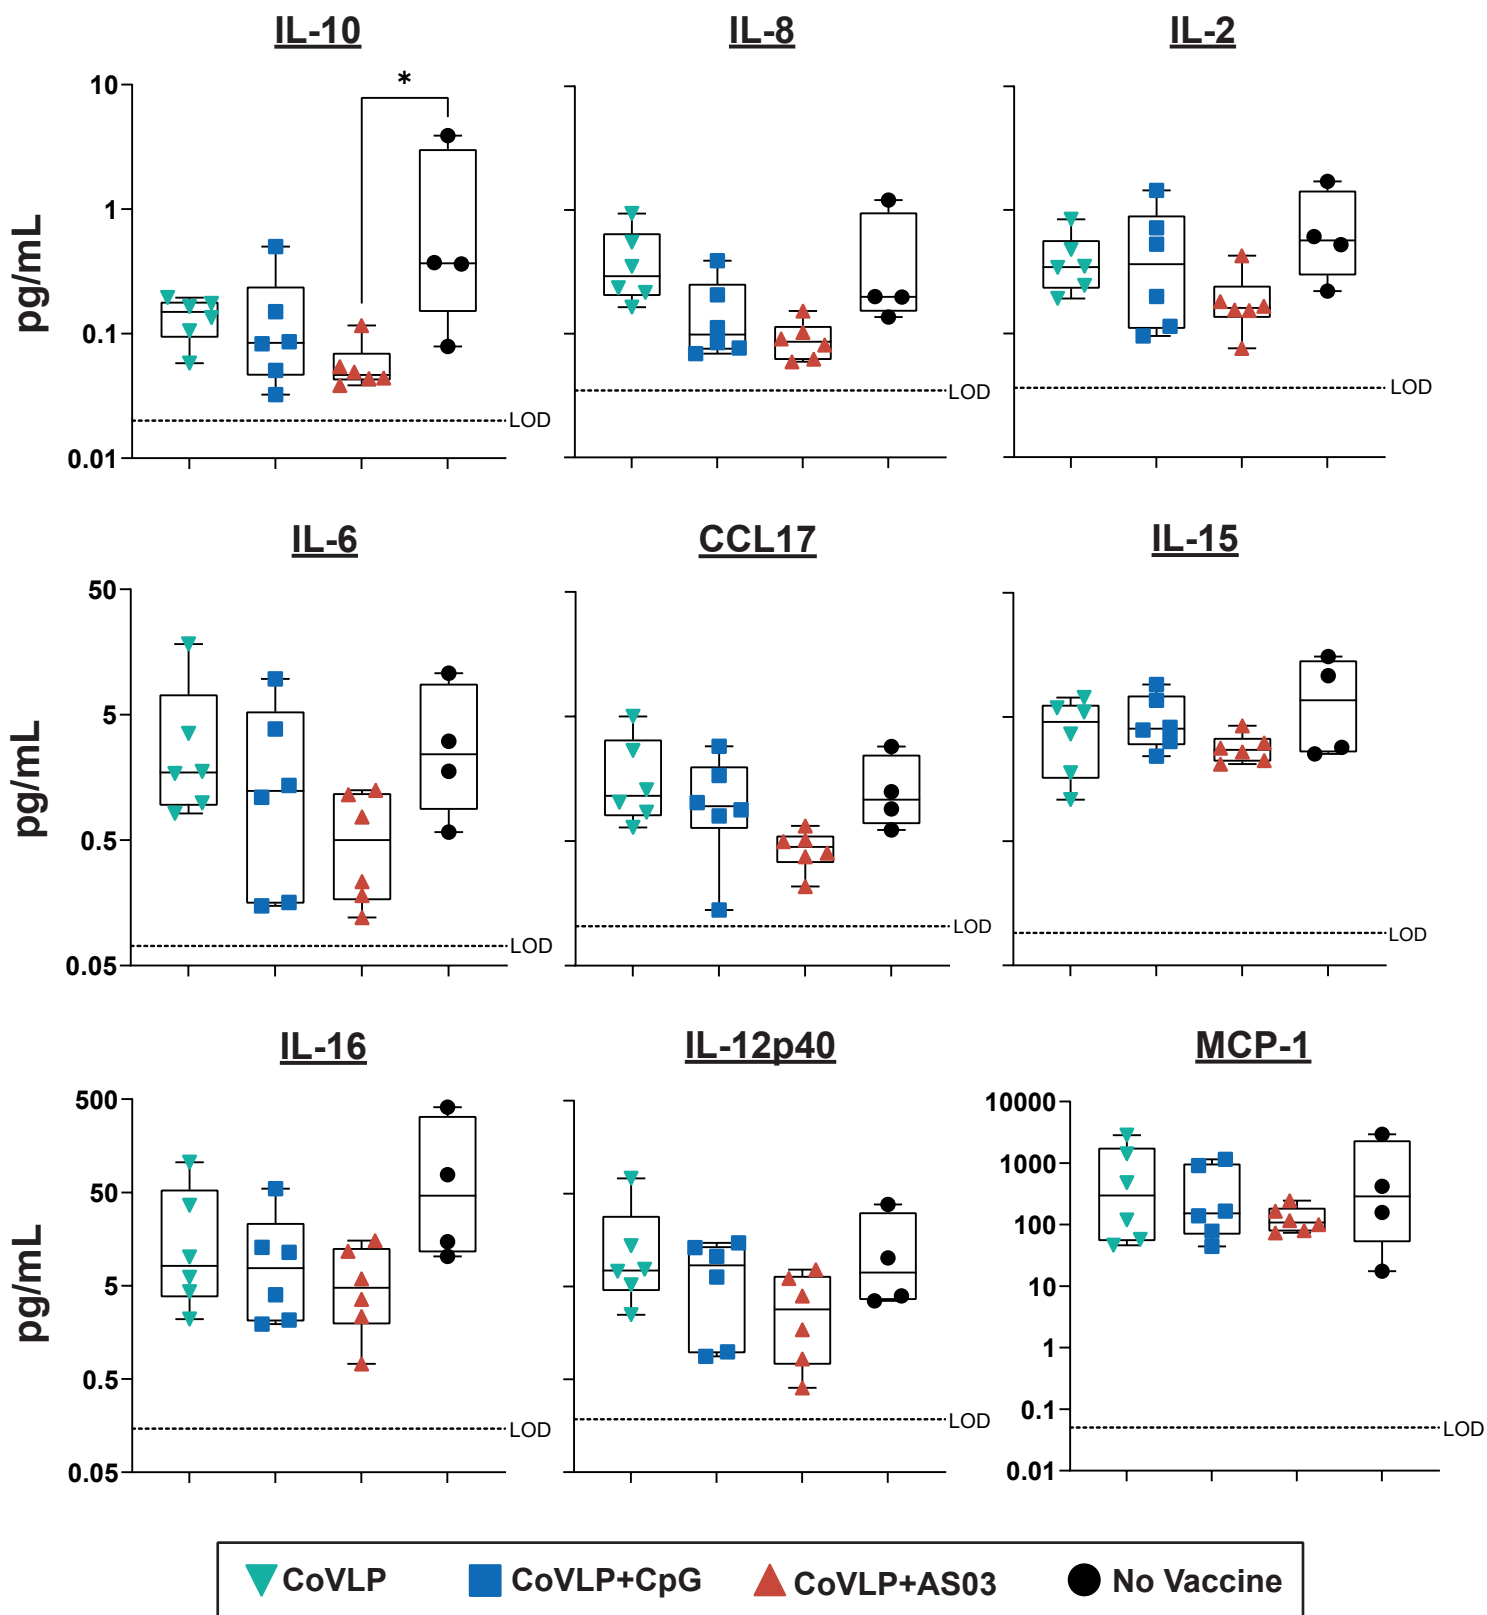 IL-10 IL-8 IL-2
*
pg/mL
10
1
0.1
0.01
LOD LOD LOD
IL-6 CCL17 IL-15
pg/mL
50
5
0.5
0.05
LOD LOD LOD
IL-16 IL-12p40 MCP-1
pg/mL
500
50
5
0.5
0.05
LOD LOD
10000
1000
100
10
1
0.1
0.01
LOD
CoVLP CoVLP+CpG CoVLP+AS03 No Vaccine